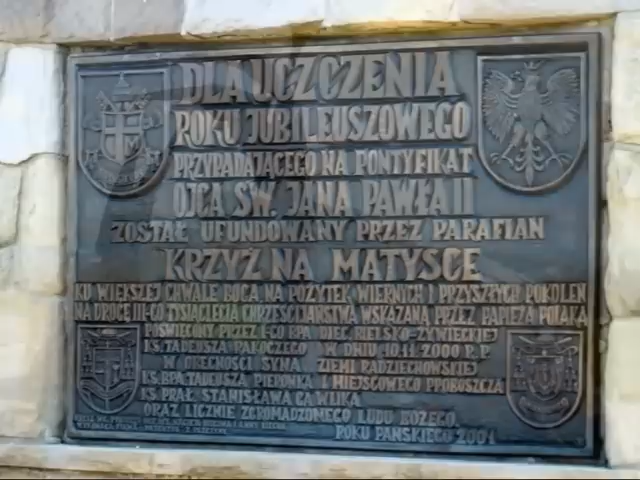 DLA UCZCZENIA
ROKU JUBILEUSZOWEGO
PRZYPADAJĄCEGO NA PONTYFIKAT
OJCA ŚW. JANA PAWŁA II
ZOSTAŁ UFUNDOWANY PRZEZ PARAFIAN
KRZYŻ NA MATYSCE
KU WIĘKSZEJ CHWALE BOGA, NA POŻYTEK WIERNYCH I PRZYSZŁYCH POKOLEŃ
NA DRODZE III-GO TYSIĄCLECIA CHRZEŚCIJAŃSTWA WSKAZANĄ PRZEZ PAPIEŻA POLAKA
POŚWIĘCONY PRZEZ I-GO BPA DIEC. BIELSKO-ŻYWIECKIEJ
KS. TADEUSZA RAKOCZEGO W DNIU 10.11.2000 R.P.
W OBECNOŚCI SYNA ZIEMI RADZIECHOWSKIEJ
KS. BPA TADEUSZA PIERONKA I MIEJSCOWEGO PROBOSZCZA
KS. PRAŁ. STANISŁAWA GAWLIKA
ORAZ LICZNIE ZGROMADZONEGO LUDU BOŻEGO.
ROKU PAŃSKIEGO 2001